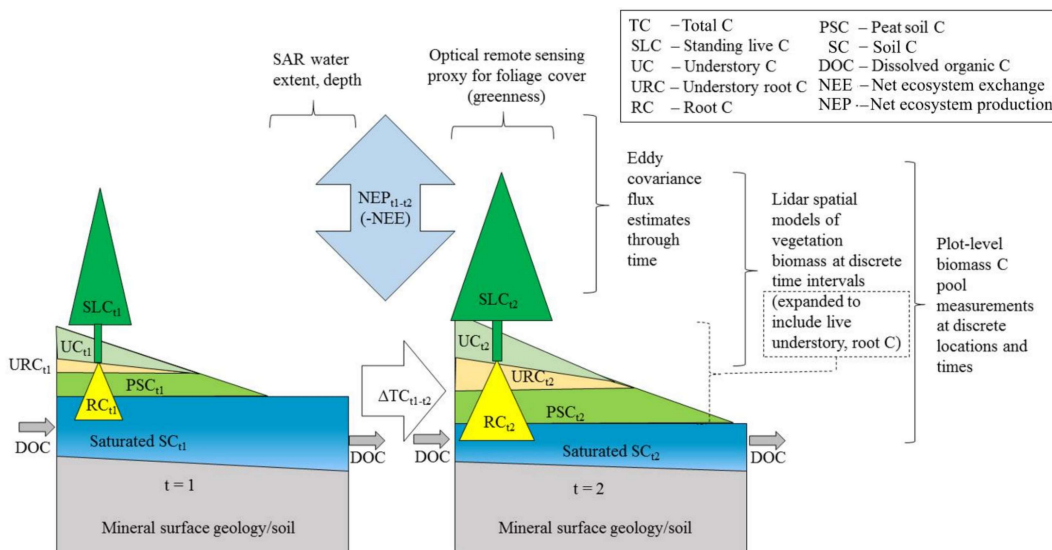 SAR water
extent, depth
Optical remote sensing
proxy for foliage cover
(greenness)
TC – Total C
SLC – Standing live C
UC – Understory C
URC – Understory root C
RC – Root C
PSC – Peat soil C
SC – Soil C
DOC – Dissolved organic C
NEE – Net ecosystem exchange
NEP – Net ecosystem production
NEPt1-t2
(-NEE)
Eddy
covariance
flux
estimates
through
time
Lidar spatial
models of
vegetation
biomass at discrete
time intervals
(expanded to
include live
understory, root C)
Plot-level
biomass C
pool
measurements
at discrete
locations and
times
SLCt1
UCt1
URCt1
PSCt1
RCt1
DOC
Saturated SCt1
DOC
t = 1
Mineral surface geology/soil
ΔTCt1-t2
SLCt2
UCt2
URCt2
PSCt2
RCt2
DOC
Saturated SCt2
DOC
t = 2
Mineral surface geology/soil